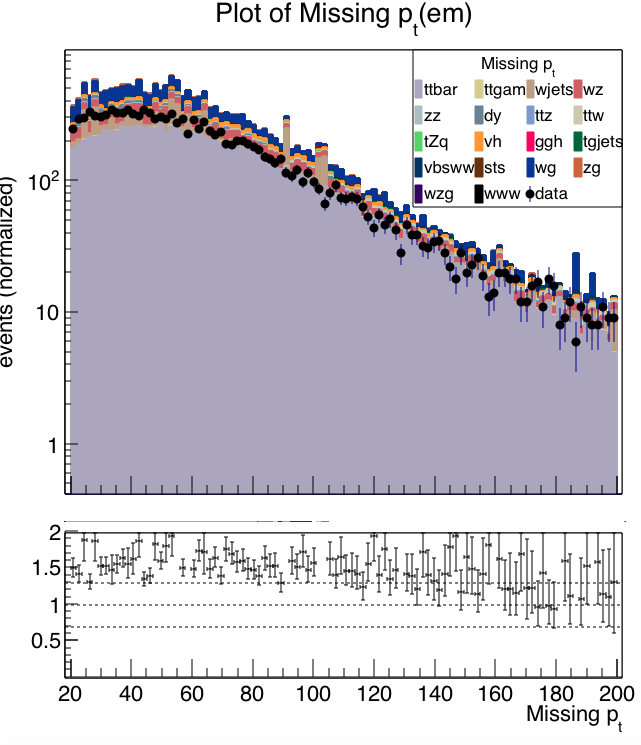 Plot of Missing p_t(em)
Missing p_t
ttbar ttgam wjets wz
zz dy ttz ttw
tZq vh ggh tgjets
vbsww sts wg zg
wzg www data
events (normalized)
10²
10
1
2
1.5
1
0.5
20 40 60 80 100 120 140 160 180 200
Missing p_t